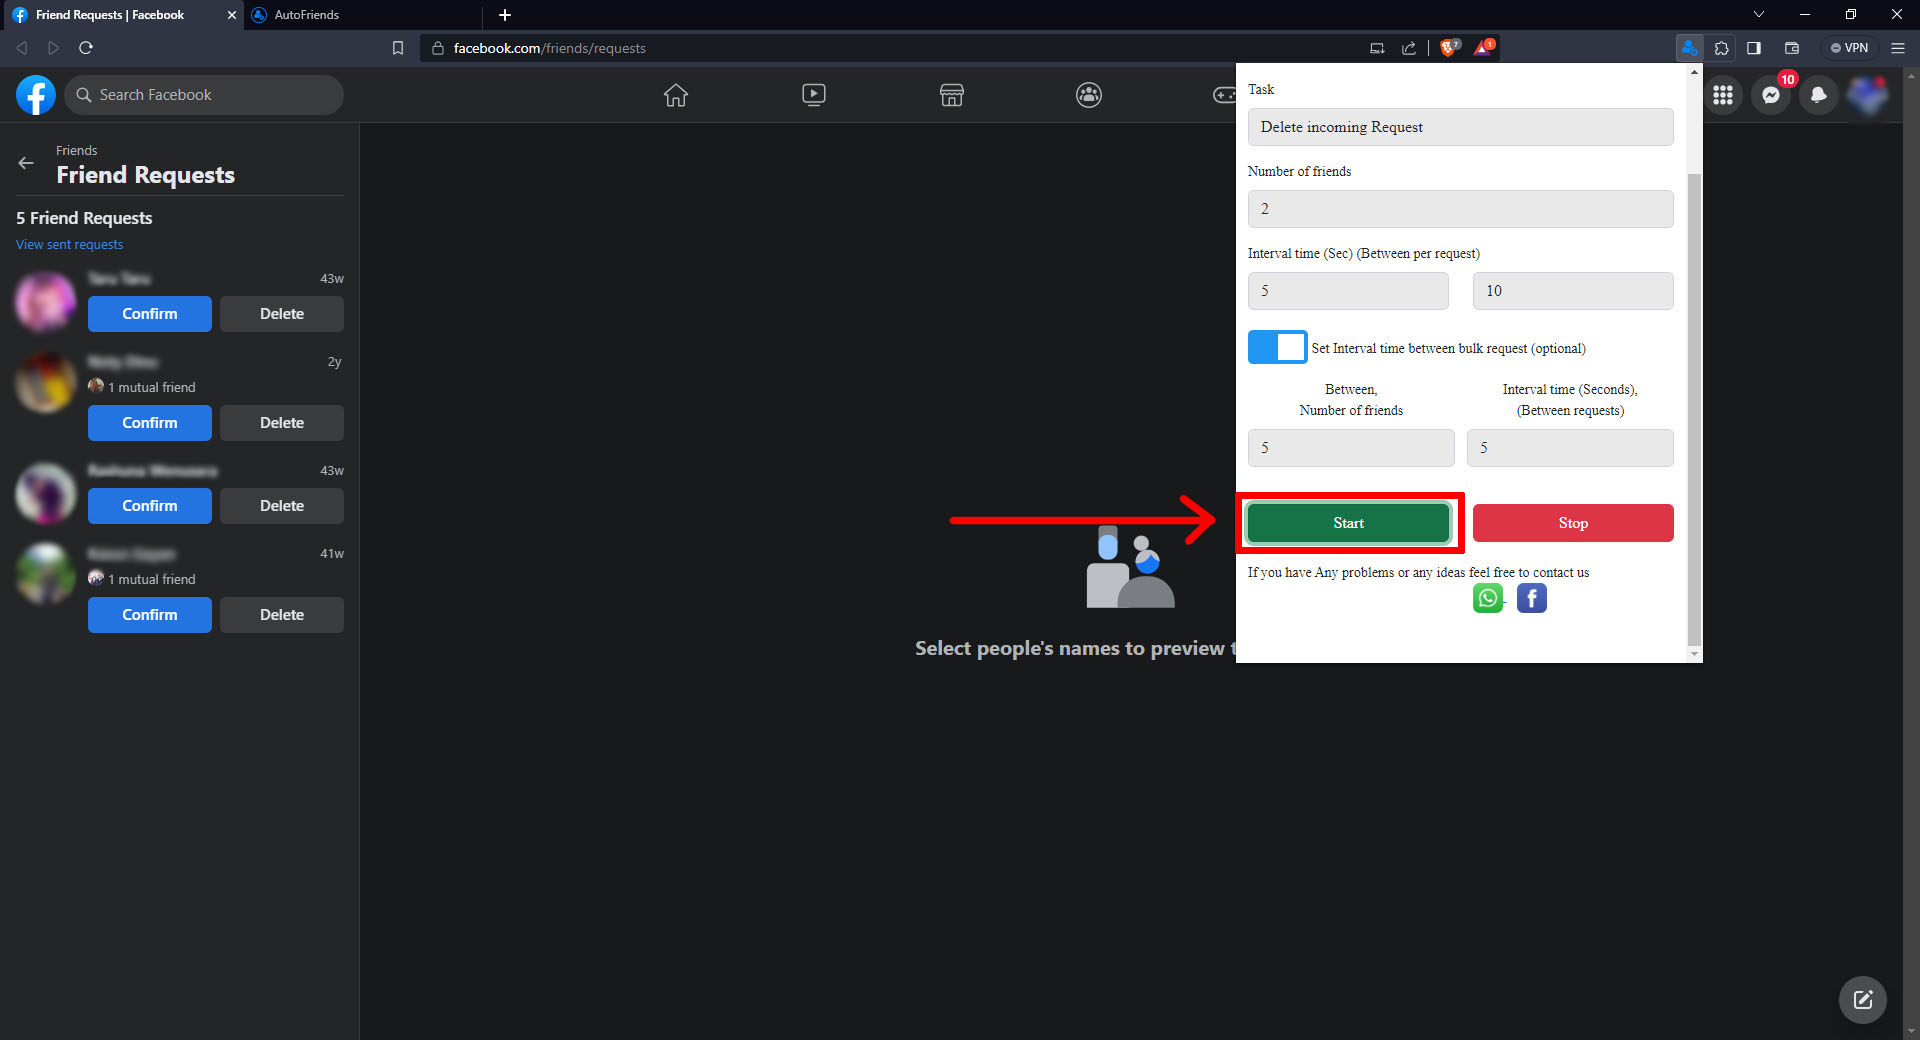 Friend Requests | Facebook
AutoFriends
facebook.com/friends/requests
7
1
VPN
Search Facebook
10
Friends
Friend Requests
5 Friend Requests
View sent requests
43w
Confirm
Delete
2y
1 mutual friend
Confirm
Delete
43w
Confirm
Delete
41w
1 mutual friend
Confirm
Delete
Select people's names to preview
Task
Delete incoming Request
Number of friends
2
Interval time (Sec) (Between per request)
5
10
Set Interval time between bulk request (optional)
Between,
Number of friends
Interval time (Seconds),
(Between requests)
5
5
Start
Stop
If you have Any problems or any ideas feel free to contact us